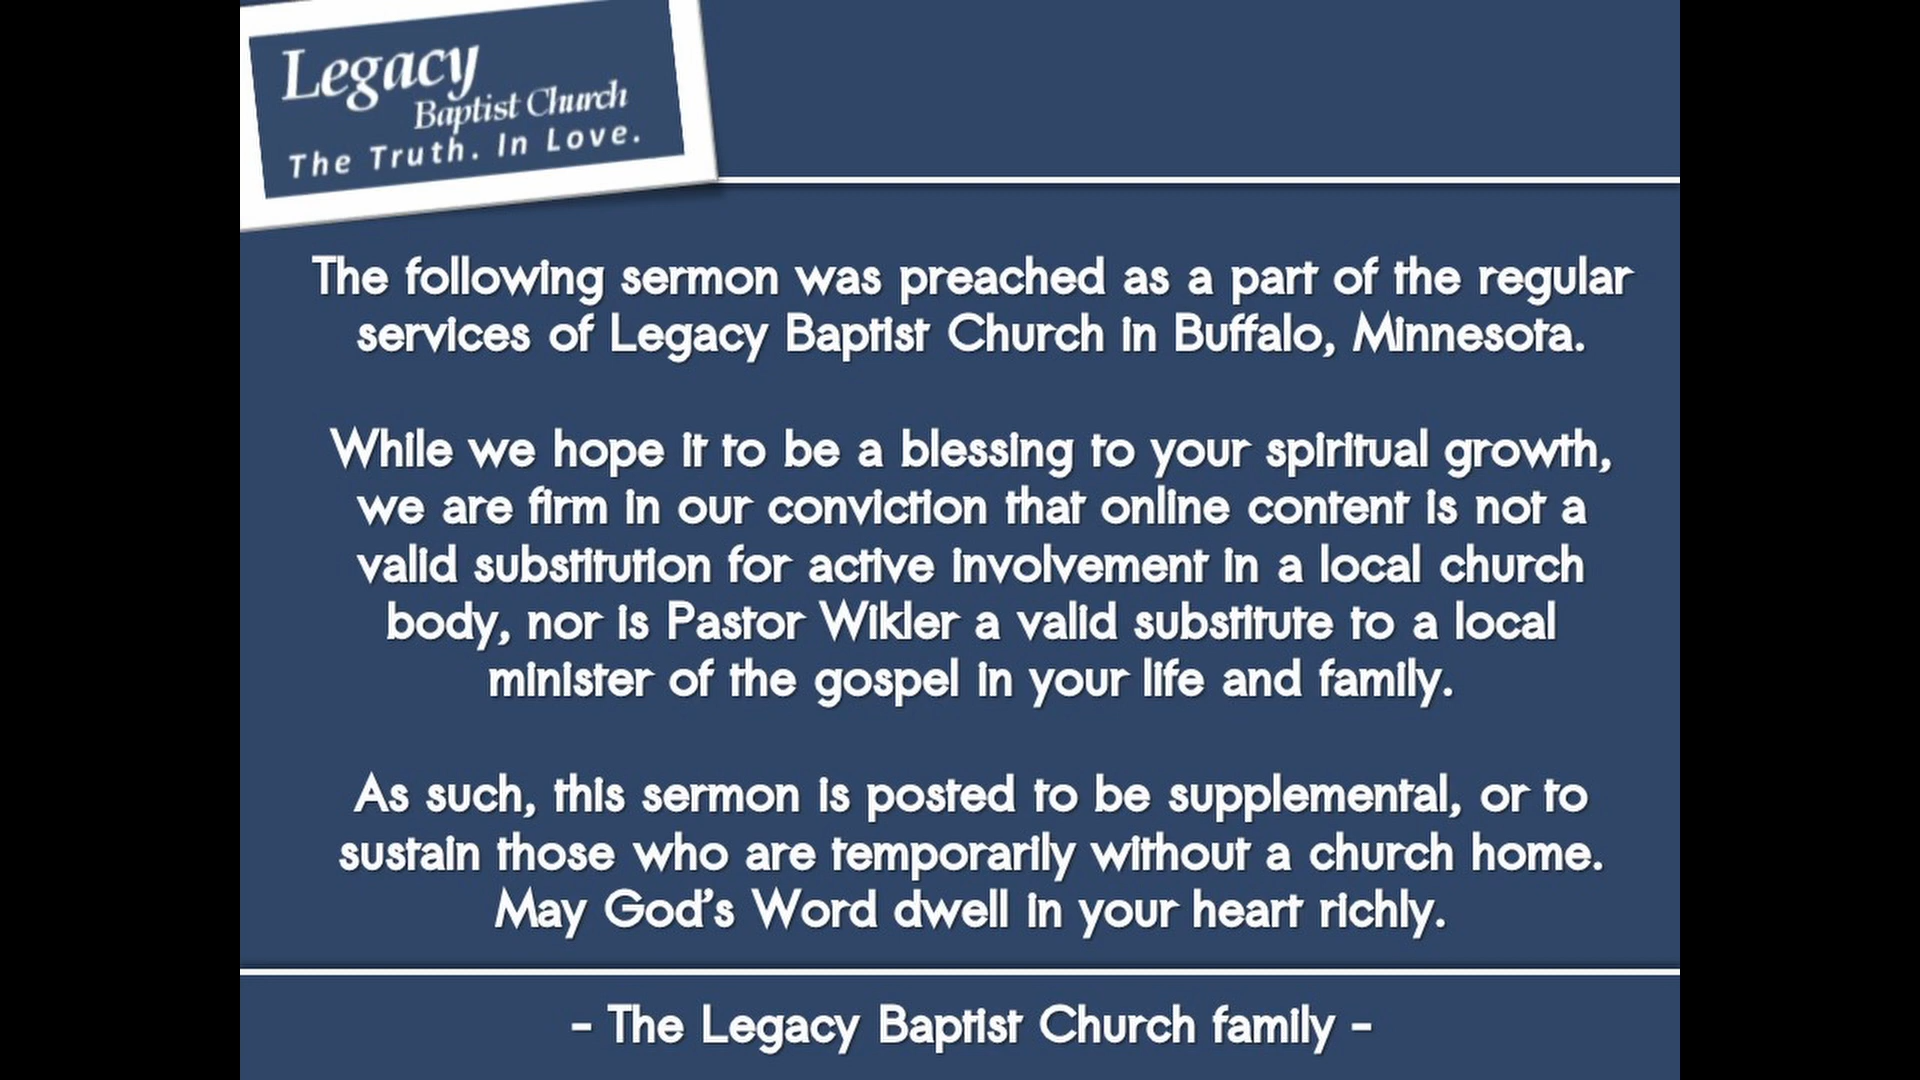 Legacy
Baptist Church
The Truth. In Love.
The following sermon was preached as a part of the regular
services of Legacy Baptist Church in Buffalo, Minnesota.
While we hope it to be a blessing to your spiritual growth,
we are firm in our conviction that online content is not a
valid substitution for active involvement in a local church
body, nor is Pastor Wikler a valid substitute to a local
minister of the gospel in your life and family.
As such, this sermon is posted to be supplemental, or to
sustain those who are temporarily without a church home.
May God's Word dwell in your heart richly.
- The Legacy Baptist Church family -